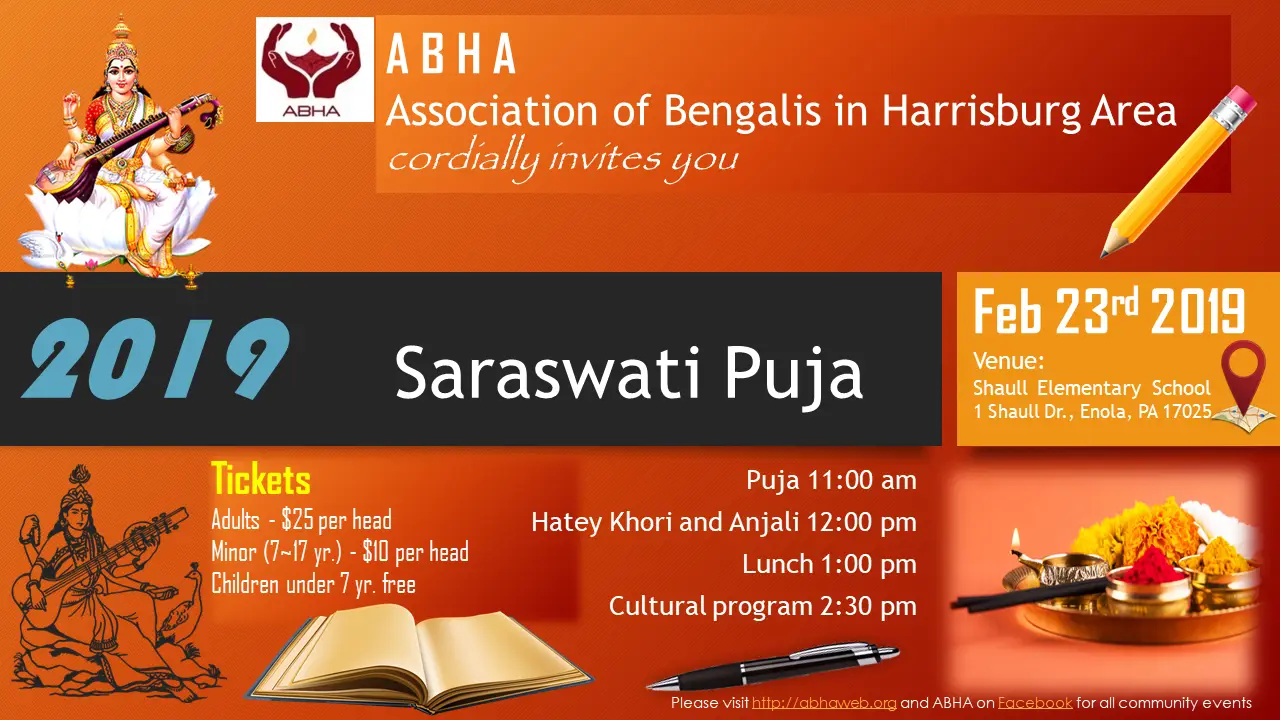 ABHA
ABHA
Association of Bengalis in Harrisburg Area
cordially invites you
2019
Saraswati Puja
Feb 23rd 2019
Venue:
Shaull Elementary School
1 Shaull Dr., Enola, PA 17025
Tickets
Adults - $25 per head
Minor (7~17 yr.) - $10 per head
Children under 7 yr. free
Puja 11:00 am
Hatey Khori and Anjali 12:00 pm
Lunch 1:00 pm
Cultural program 2:30 pm
Please visit http://abhaweb.org and ABHA on Facebook for all community events